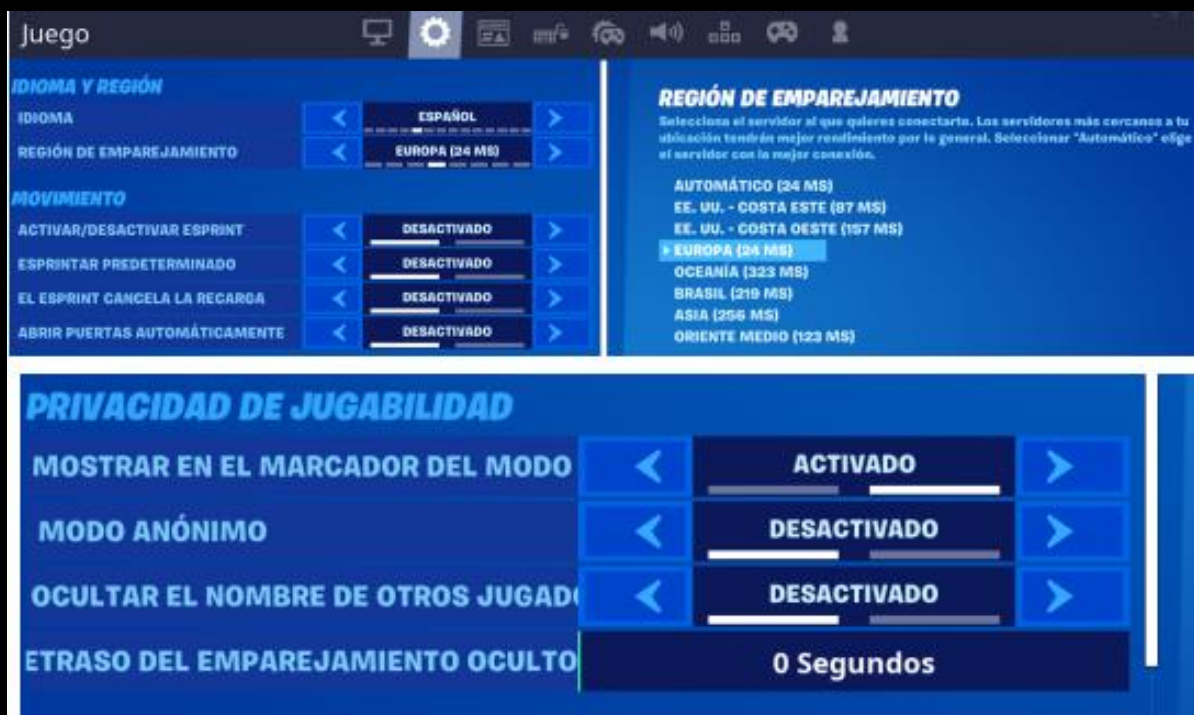 Juego
IDIOMA Y REGIÓN
IDIOMA
ESPAÑOL
REGIÓN DE EMPAREJAMIENTO
EUROPA (24 MS)
MOVIMIENTO
ACTIVAR/DESACTIVAR ESPRINT
DESACTIVADO
ESPRINTAR PREDETERMINADO
DESACTIVADO
EL ESPRINT CANCELA LA RECARGA
DESACTIVADO
ABRIR PUERTAS AUTOMÁTICAMENTE
DESACTIVADO
REGIÓN DE EMPAREJAMIENTO
Selecciona el servidor al que quieres conectarte. Los servidores más cercanos a tu
ubicación tendrán mejor rendimiento por lo general. Seleccionar "Automático" elige
el servidor con la mejor conexión.
AUTOMÁTICO (24 MS)
EE. UU. - COSTA ESTE (87 MS)
EE. UU. - COSTA OESTE (157 MS)
EUROPA (24 MS)
OCEANÍA (323 MS)
BRASIL (219 MS)
ASIA (256 MS)
ORIENTE MEDIO (123 MS)
PRIVACIDAD DE JUGABILIDAD
MOSTRAR EN EL MARCADOR DEL MODO
ACTIVADO
MODO ANÓNIMO
DESACTIVADO
OCULTAR EL NOMBRE DE OTROS JUGAD
DESACTIVADO
ETRASO DEL EMPAREJAMIENTO OCULTO
0 Segundos